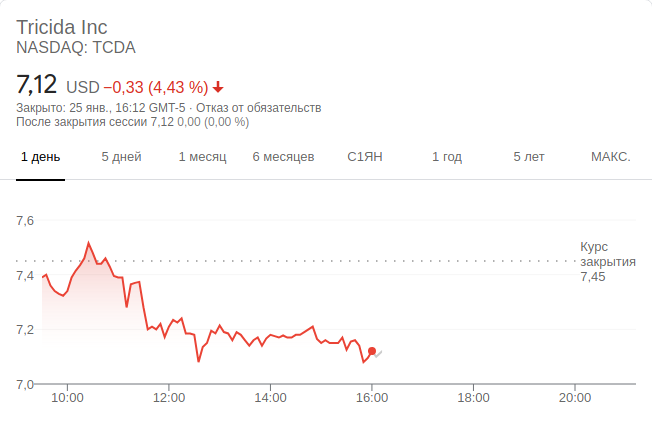 Tricida Inc
NASDAQ: TCDA
7,12 USD −0,33 (4,43 %)
Закрыто: 25 янв., 16:12 GMT-5 · Отказ от обязательств
После закрытия сессии 7,12 0,00 (0,00 %)
1 день 5 дней 1 месяц 6 месяцев С1ЯН 1 год 5 лет МАКС.
7,6
Курс
закрытия
7,4
7,45
7,2
7,0
10:00 12:00 14:00 16:00 18:00 20:00